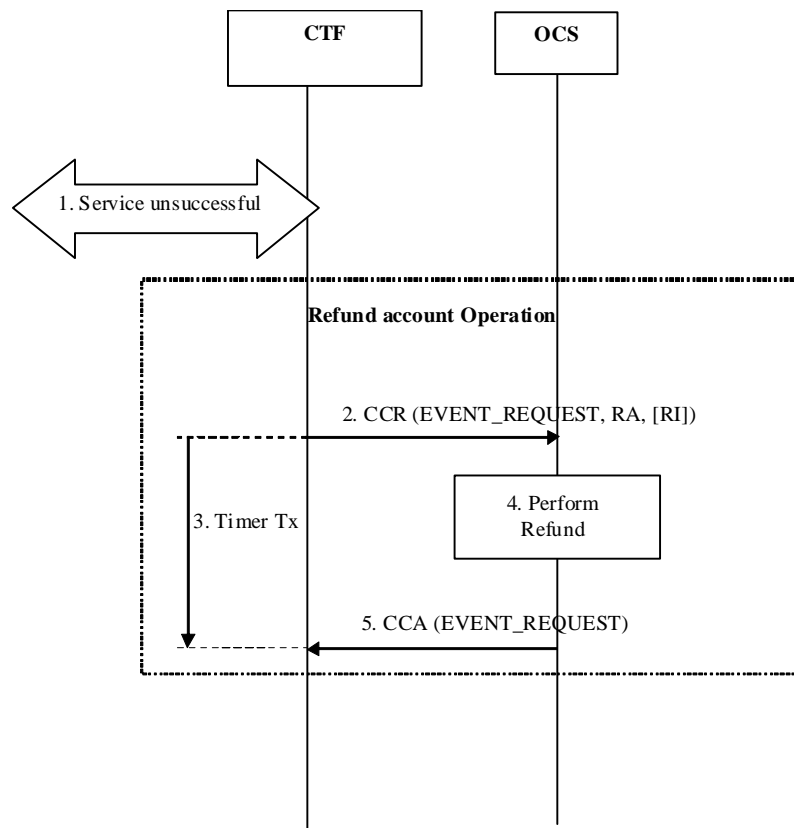 CTF
OCS
1. Service unsuccessful
Refund account Operation
2. CCR (EVENT_REQUEST, RA, [RI])
3. Timer Tx
4. Perform
Refund
5. CCA (EVENT_REQUEST)